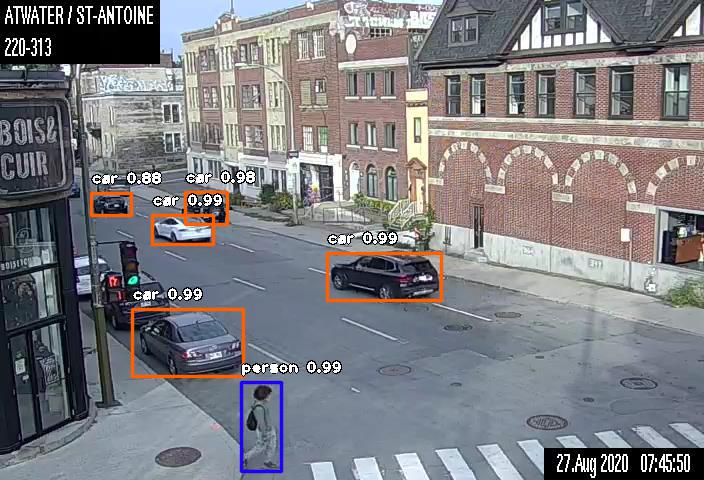 ATWATER / ST-ANTOINE
220-313
BOIS&
CUIR
car 0.88
car 0.98
car 0.99
car 0.99
car 0.99
person 0.99
27.Aug 2020 07:45:50